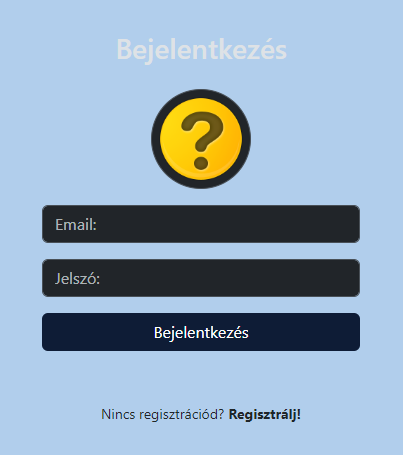 Bejelentkezés
?
Email:
Jelszó:
Bejelentkezés
Nincs regisztrációd? Regisztrálj!